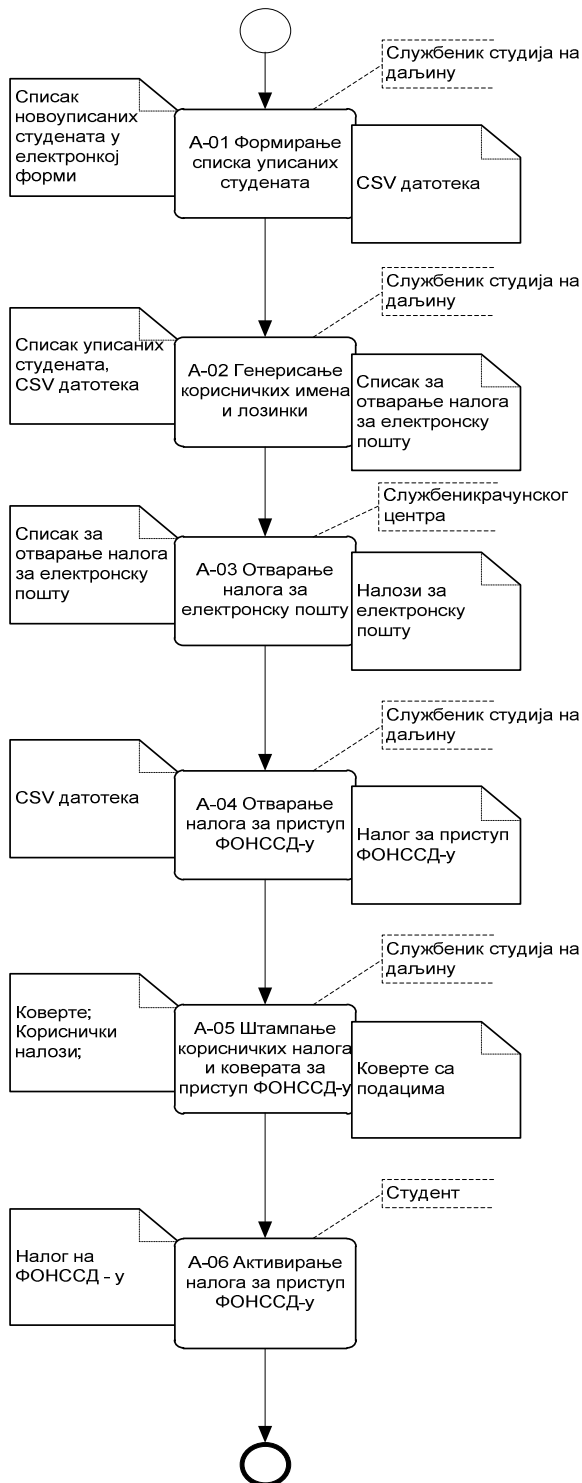 Службеник студија на
даљину
Списак
новоуписаних
студената у
електронкој
форми
А-01 Формирање
списка уписаних
студената
CSV датотека
Службеник студија на
даљину
Списак уписаних
студената,
CSV датотека
А-02 Генерисање
корисничких имена
и лозинки
Списак за
отварање налога
за електронску
пошту
Службеникрачунског
центра
Списак за
отварање налога
за електронску
пошту
А-03 Отварање
налога за
електронску пошту
Налози за
електронску
пошту
Службеник студија на
даљину
CSV датотека
А-04 Отварање
налога за приступ
ФОНССД-у
Налог за приступ
ФОНССД-у
Службеник студија на
даљину
Коверте;
Кориснички
налози;
А-05 Штампање
корисничких налога
и коверата за
приступ ФОНССД-у
Коверте са
подацима
Студент
Налог на
ФОНССД - у
А-06 Активирање
налога за приступ
ФОНССД-у